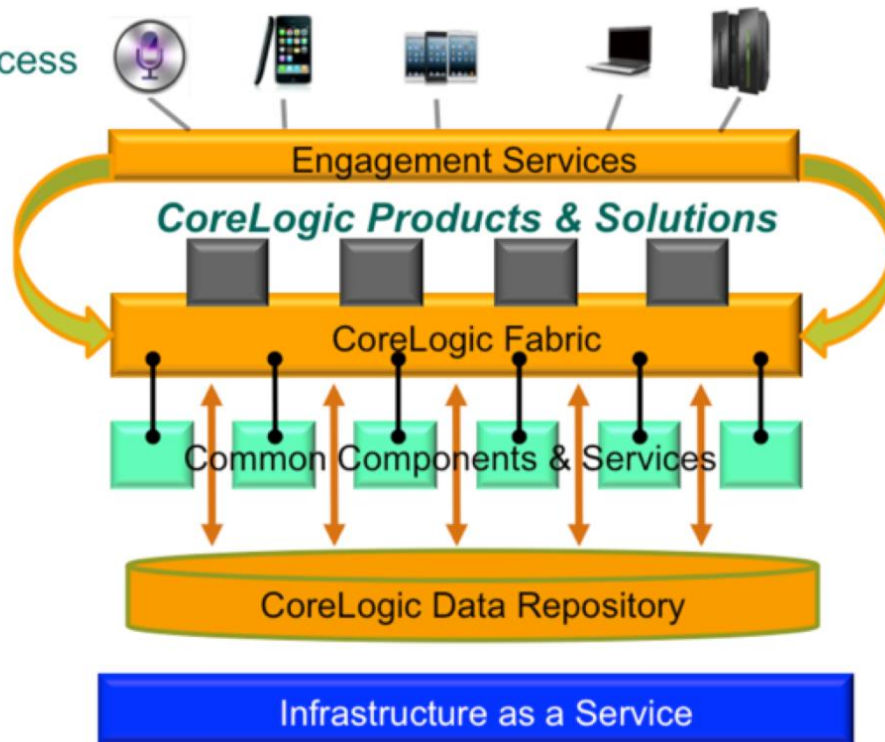 cess
Engagement Services
CoreLogic Products & Solutions
CoreLogic Fabric
Common Components & Services
CoreLogic Data Repository
Infrastructure as a Service